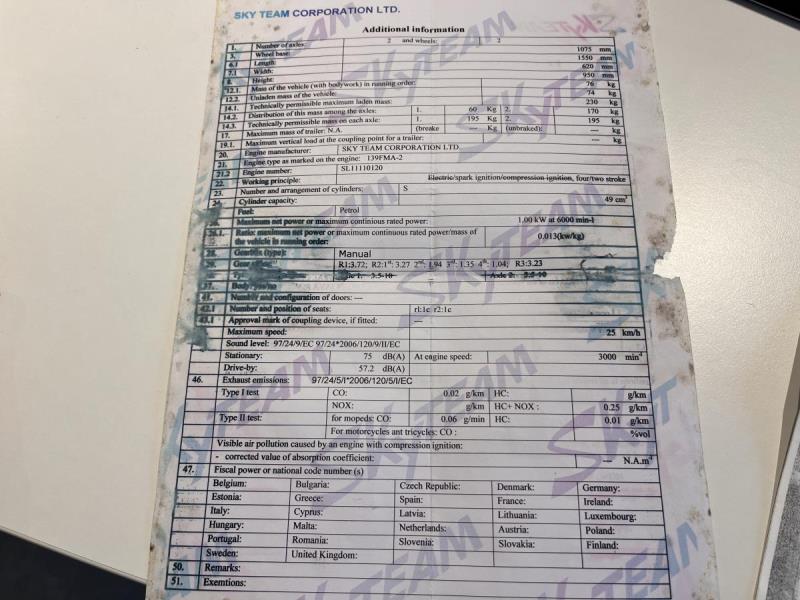 SKY TEAM CORPORATION LTD.
Additional information
1. Number of axles: 2 and wheels: 2
3. Wheel base: 1075 mm
6.1 Length: 1550 mm
7.1 Width: 620 mm
8. Height: 950 mm
12.1. Mass of the vehicle (with bodywork) in running order: 76 kg
12.2. Unladen mass of the vehicle: 74 kg
14.1. Technically permissible maximum laden mass: 230 kg
14.2. Distribution of this mass among the axles: 1. 60 Kg 2. 170 kg
14.3. Technically permissible mass on each axle: 1. 195 Kg 2. 195 kg
17. Maximum mass of trailer: N.A. (brake — Kg (unbraked): — kg
19.1. Maximum vertical load at the coupling point for a trailer: — kg
20. Engine manufacturer: SKY TEAM CORPORATION LTD.
21. Engine type as marked on the engine: 139FMA-2
21.2 Engine number: SL11110120
22. Working principle: Electric/spark ignition/compression ignition, four/two stroke
23. Number and arrangement of cylinders: S
24. Cylinder capacity: 49 cm³
Fuel: Petrol
Maximum net power or maximum continious rated power: 1.00 kW at 6000 min-1
Ratio: maximum net power or maximum continuous rated power/mass of the vehicle in running order: 0.013(kw/kg)
Gearbox (type): Manual
R1:3.72; R2:1st: 3.27 2nd: 1.94 3rd: 1.35 4th: 1.04; R3:3.23
3.5-10 Axle 2: 3.5-10
37.
41. Number and configuration of doors: —
42.1 Number and position of seats: r1:1c r2:1c
43.1 Approval mark of coupling device, if fitted: —
Maximum speed: 25 km/h
Sound level: 97/24/9/EC 97/24*2006/120/9/II/EC
Stationary: 75 dB(A) At engine speed: 3000 min-1
Drive-by: 57.2 dB(A)
46. Exhaust emissions: 97/24/5/I*2006/120/5/I/EC
Type I test CO: 0.02 g/km HC: g/km
NOX: g/km HC+ NOX : 0.25 g/km
Type II test for mopeds: CO : 0.06 g/min HC: 0.01 g/km
For motorcycles ant tricycles: CO : %vol
Visible air pollution caused by an engine with compression ignition:
- corrected value of absorption coefficient: — N.A.m-1
47. Fiscal power or national code number (s)
Belgium: Bulgaria: Czech Republic: Denmark: Germany:
Estonia: Greece: Spain: France: Ireland:
Italy: Cyprus: Latvia: Lithuania: Luxembourg:
Hungary: Malta: Netherlands: Austria: Poland:
Portugal: Romania: Slovenia: Slovakia: Finland:
Sweden: United Kingdom:
50. Remarks:
51. Exemtions: